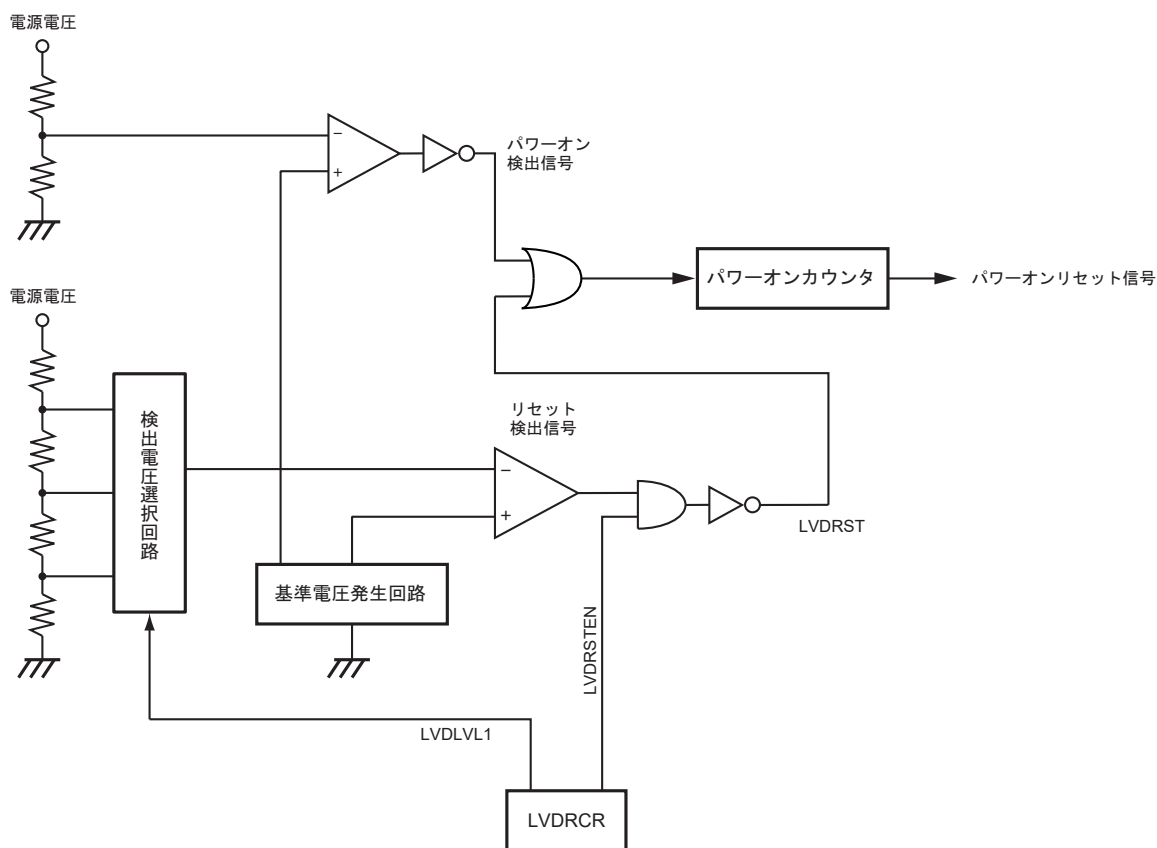 電源電圧
−
+
パワーオン
検出信号
パワーオンカウンタ
パワーオンリセット信号
電源電圧
検出電圧選択回路
リセット
検出信号
−
+
LVDRST
基準電圧発生回路
LVDRSTEN
LVDLVL1
LVDRCR